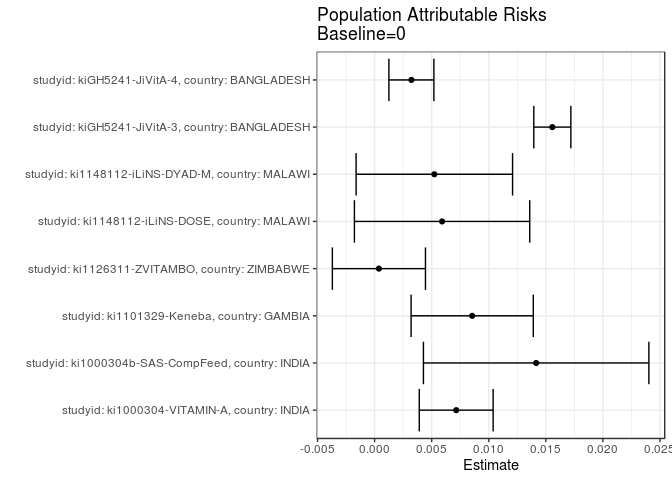 Population Attributable Risks
Baseline=0
studyid: kiGH5241-JiVitA-4, country: BANGLADESH
studyid: kiGH5241-JiVitA-3, country: BANGLADESH
studyid: ki1148112-iLiNS-DYAD-M, country: MALAWI
studyid: ki1148112-iLiNS-DOSE, country: MALAWI
studyid: ki1126311-ZVITAMBO, country: ZIMBABWE
studyid: ki1101329-Keneba, country: GAMBIA
studyid: ki1000304b-SAS-CompFeed, country: INDIA
studyid: ki1000304-VITAMIN-A, country: INDIA
-0.005 0.000 0.005 0.010 0.015 0.020 0.025
Estimate